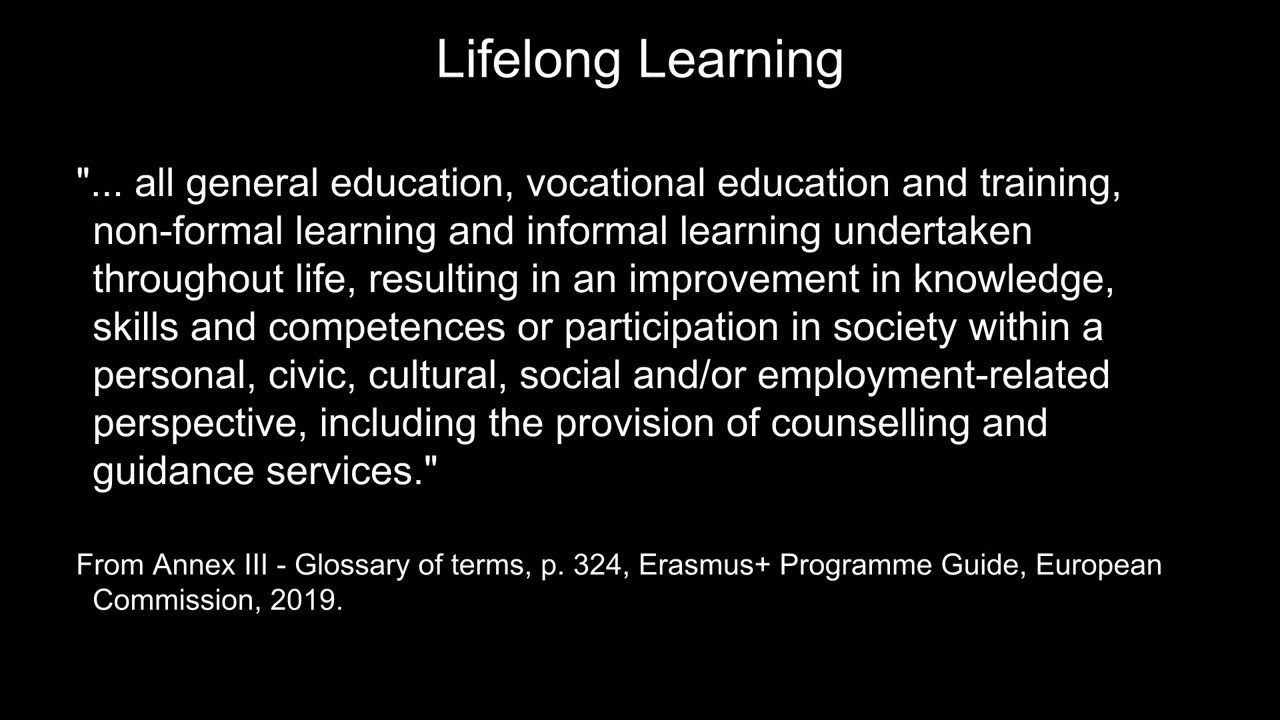 Lifelong Learning
"... all general education, vocational education and training,
non-formal learning and informal learning undertaken
throughout life, resulting in an improvement in knowledge,
skills and competences or participation in society within a
personal, civic, cultural, social and/or employment-related
perspective, including the provision of counselling and
guidance services."
From Annex III - Glossary of terms, p. 324, Erasmus+ Programme Guide, European
Commission, 2019.